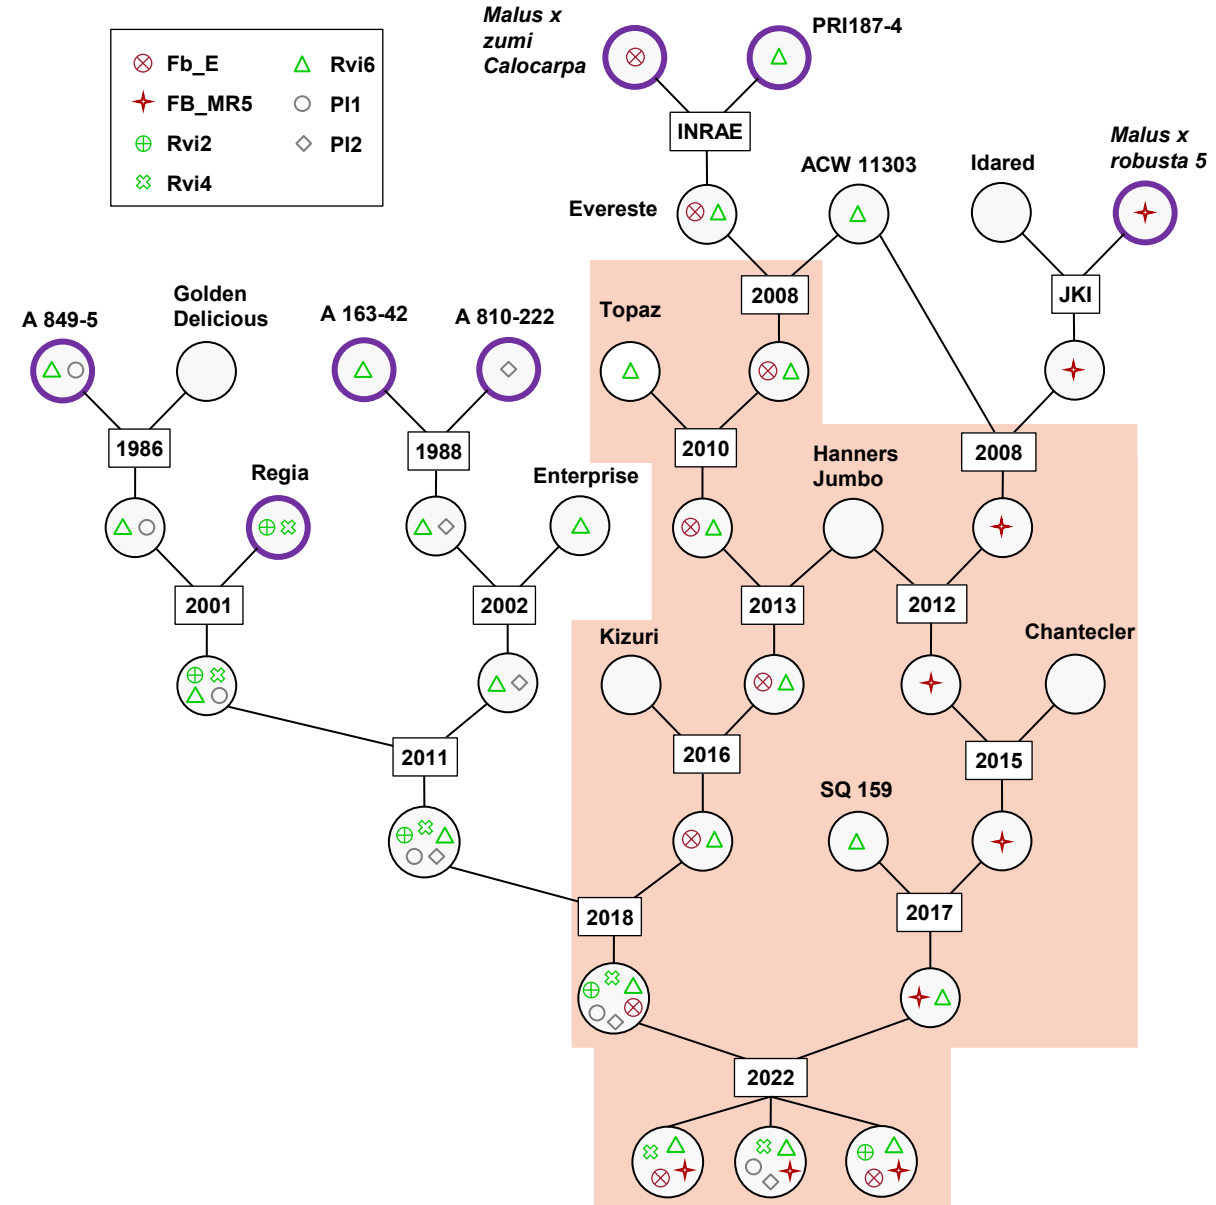 Malus x
zumi
Calocarpa
PRI187-4
Fb_E
Rvi6
FB_MR5
Pl1
Rvi2
Pl2
Rvi4
INRAE
Malus x
robusta 5
Idared
ACW 11303
Evereste
2008
JKI
Golden
Delicious
Topaz
A 849-5
A 163-42
A 810-222
1986
1988
2010
2008
Hanners
Jumbo
Regia
Enterprise
2001
2002
2013
2012
Kizuri
Chantecler
2011
2016
2015
SQ 159
2018
2017
2022